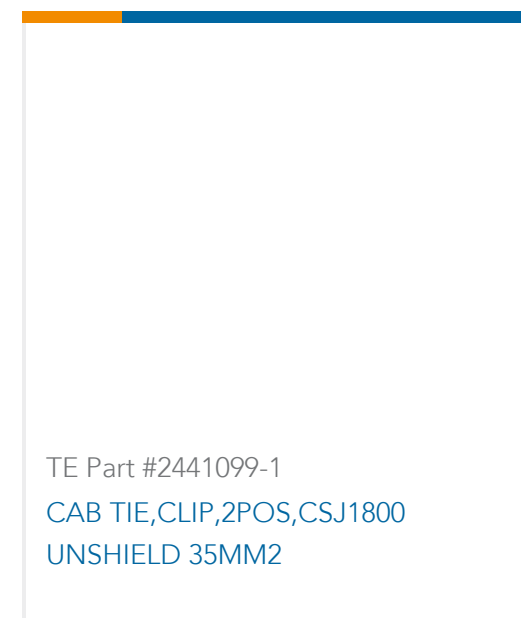 TE Part #2441099-1
CAB TIE,CLIP,2POS,CSJ1800
UNSHIELD 35MM2